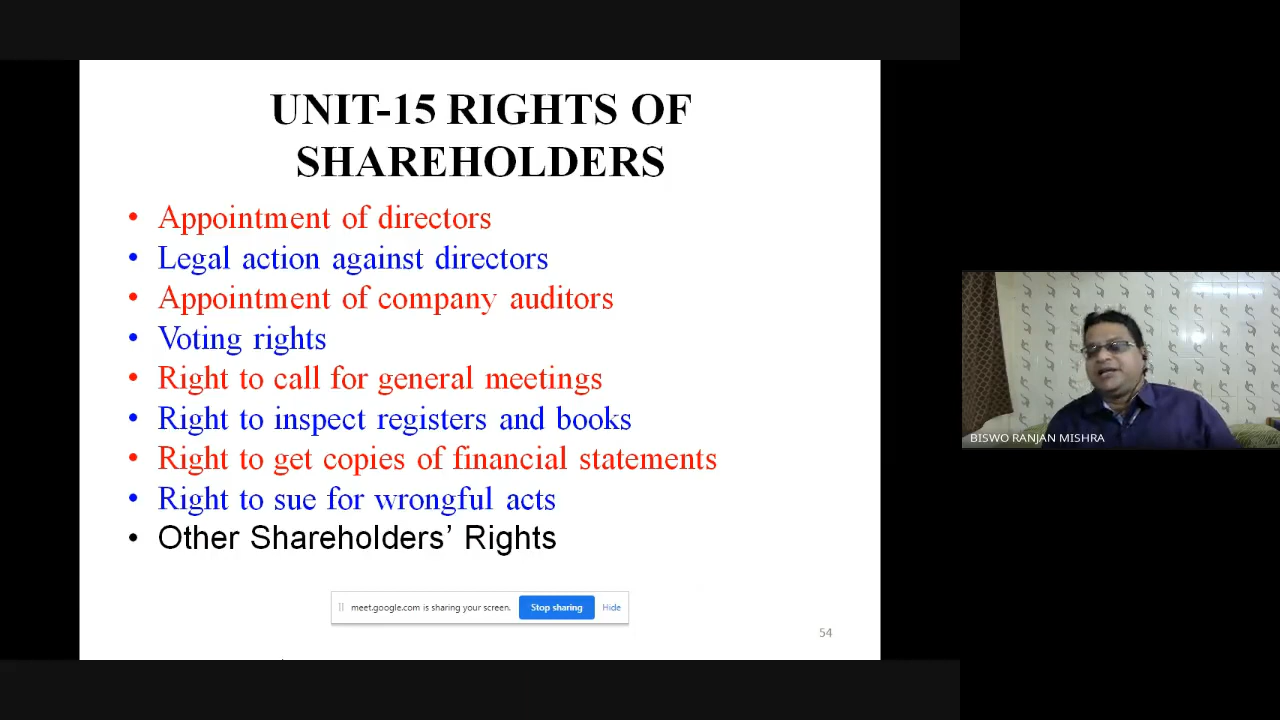 UNIT-15 RIGHTS OF
SHAREHOLDERS
• Appointment of directors
• Legal action against directors
• Appointment of company auditors
• Voting rights
• Right to call for general meetings
• Right to inspect registers and books
• Right to get copies of financial statements
• Right to sue for wrongful acts
• Other Shareholders’ Rights
meet.google.com is sharing your screen. Stop sharing Hide
54
BISWO RANJAN MISHRA